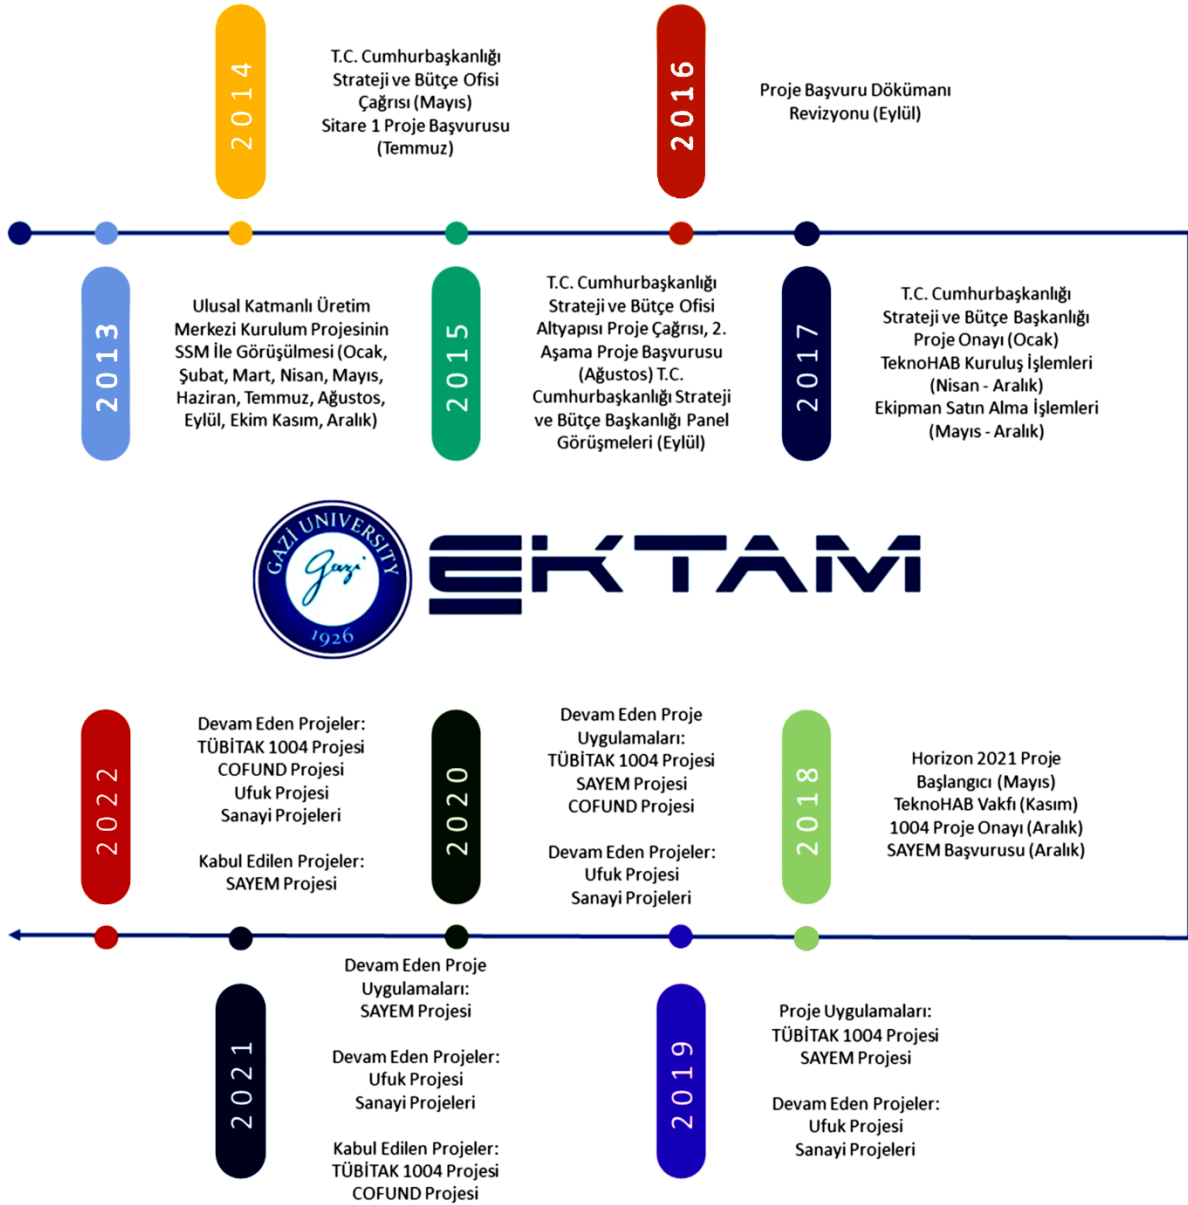 2014
T.C. Cumhurbaşkanlığı
Strateji ve Bütçe Ofisi
Çağrısı (Mayıs)
Sitare 1 Proje Başvurusu
(Temmuz)
2016
Proje Başvuru Dökümanı
Revizyonu (Eylül)
2013
Ulusal Katmanlı Üretim
Merkezi Kurulum Projesinin
SSM İle Görüşülmesi (Ocak,
Şubat, Mart, Nisan, Mayıs,
Haziran, Temmuz, Ağustos,
Eylül, Ekim Kasım, Aralık)
2015
T.C. Cumhurbaşkanlığı
Strateji ve Bütçe Ofisi
Altyapısı Proje Çağrısı, 2.
Aşama Proje Başvurusu
(Ağustos) T.C.
Cumhurbaşkanlığı Strateji
ve Bütçe Başkanlığı Panel
Görüşmeleri (Eylül)
2017
T.C. Cumhurbaşkanlığı
Strateji ve Bütçe Başkanlığı
Proje Onayı (Ocak)
TeknoHAB Kuruluş İşlemleri
(Nisan - Aralık)
Ekipman Satın Alma İşlemleri
(Mayıs - Aralık)
GAZİ UNIVERSITY
Gazi
1926
EKTAM
2022
Devam Eden Projeler:
TÜBİTAK 1004 Projesi
COFUND Projesi
Ufuk Projesi
Sanayi Projeleri
Kabul Edilen Projeler:
SAYEM Projesi
2020
Devam Eden Proje
Uygulamaları:
TÜBİTAK 1004 Projesi
SAYEM Projesi
COFUND Projesi
Devam Eden Projeler:
Ufuk Projesi
Sanayi Projeleri
2018
Horizon 2021 Proje
Başlangıcı (Mayıs)
TeknoHAB Vakfı (Kasım)
1004 Proje Onayı (Aralık)
SAYEM Başvurusu (Aralık)
2021
Devam Eden Proje
Uygulamaları:
SAYEM Projesi
Devam Eden Projeler:
Ufuk Projesi
Sanayi Projeleri
Kabul Edilen Projeler:
TÜBİTAK 1004 Projesi
COFUND Projesi
2019
Proje Uygulamaları:
TÜBİTAK 1004 Projesi
SAYEM Projesi
Devam Eden Projeler:
Ufuk Projesi
Sanayi Projeleri